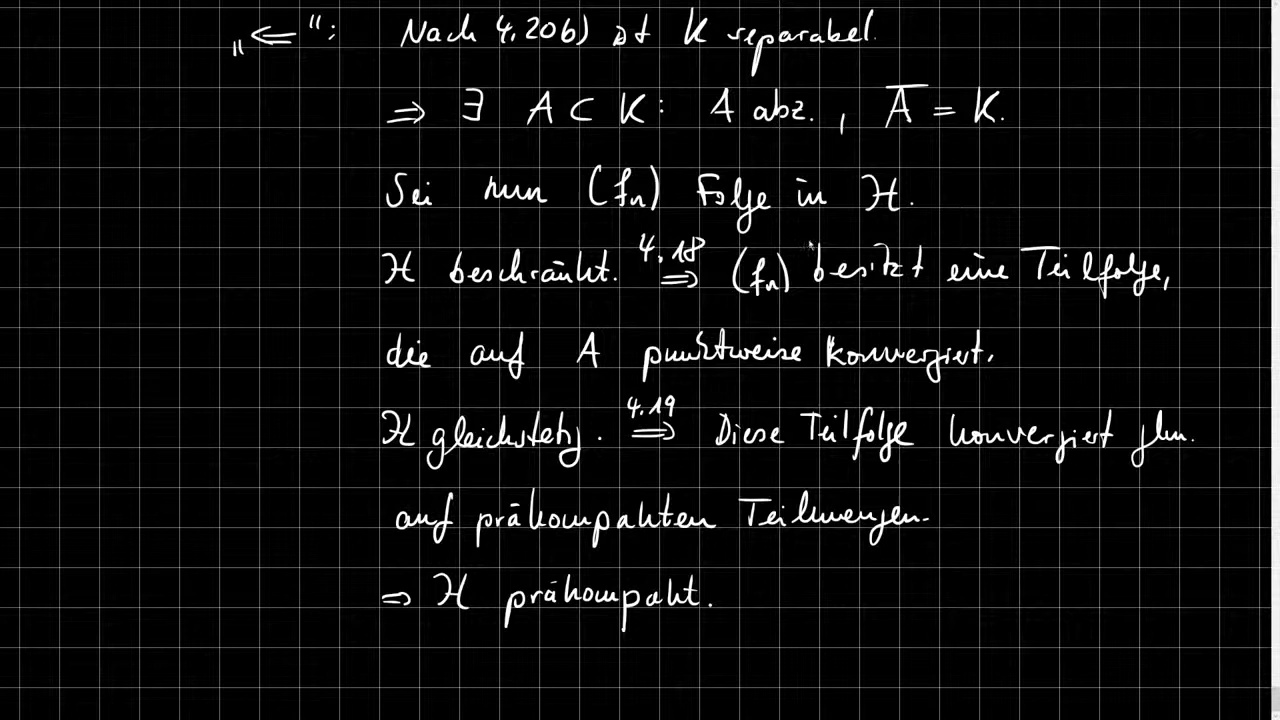 „⇐“: Nach 4.20b) ist K separabel.
⇒ ∃ A ⊂ K: A abz., A̅ = K.
Sei nun (fₙ) Folge in ℋ.
ℋ beschränkt. ⇒ (4.18) (fₙ) besitzt eine Teilfolge,
die auf A punktweise konvergiert.
ℋ gleichstetig. ⇒ (4.19) Diese Teilfolge konvergiert glm.
auf präkompakten Teilmengen.
⇒ ℋ präkompakt.